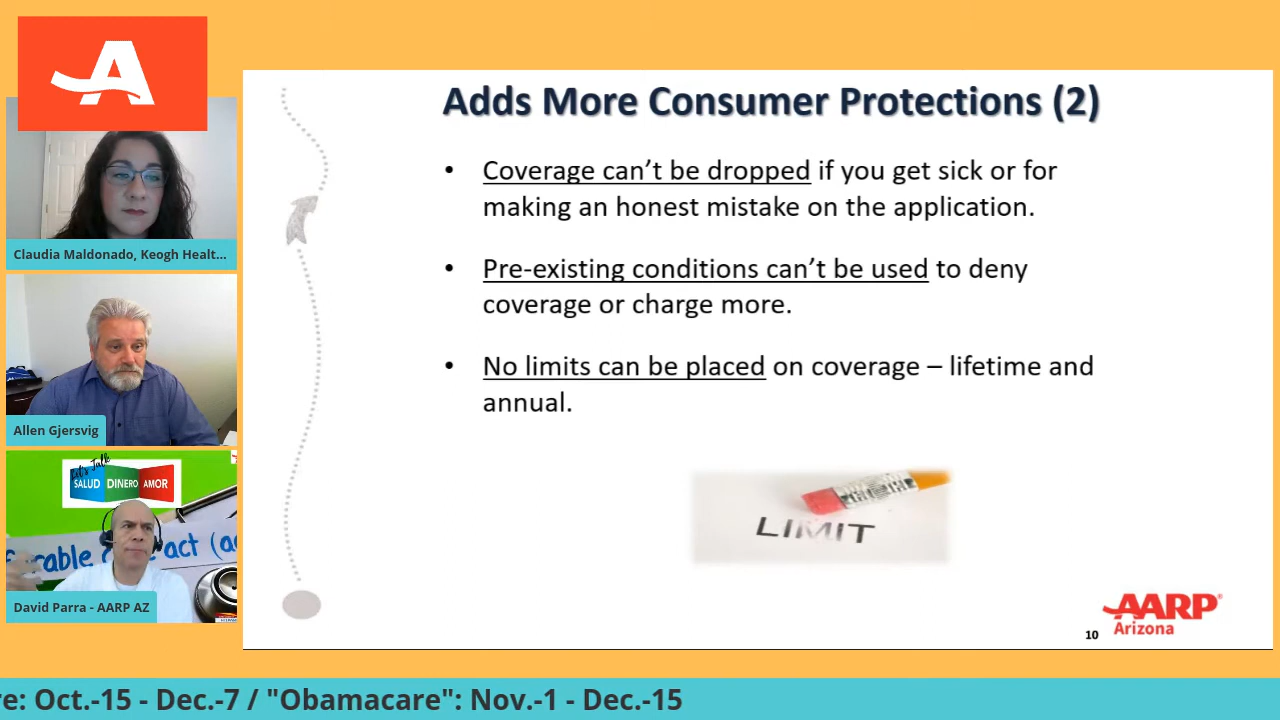 A
Adds More Consumer Protections (2)
• Coverage can't be dropped if you get sick or for
making an honest mistake on the application.
• Pre-existing conditions can't be used to deny
coverage or charge more.
• No limits can be placed on coverage – lifetime and
annual.
LIMIT
AARP®
Arizona
10
Claudia Maldonado, Keogh Healt...
Allen Gjersvig
Let's Talk
SALUD DINERO AMOR
act
David Parra - AARP AZ
re: Oct.-15 - Dec.-7 / "Obamacare": Nov.-1 - Dec.-15